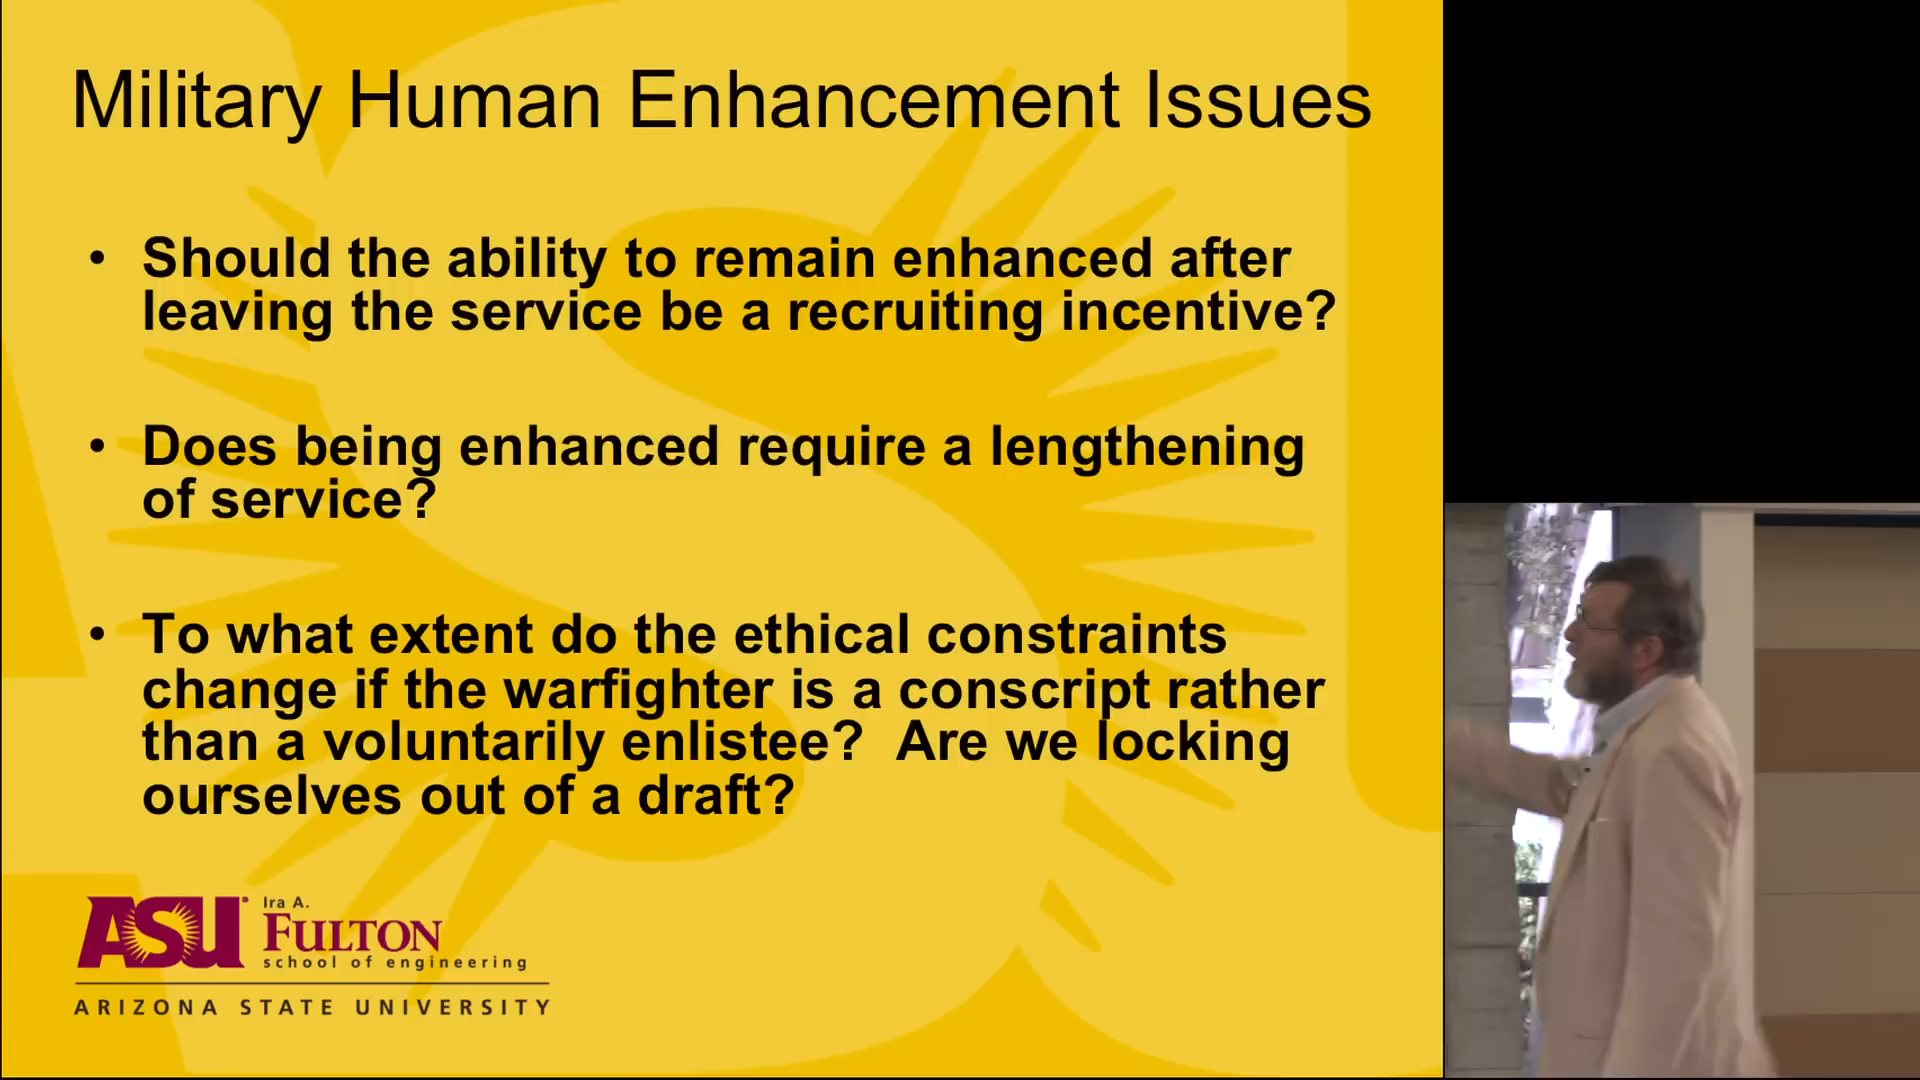 Military Human Enhancement Issues
• Should the ability to remain enhanced after
leaving the service be a recruiting incentive?
• Does being enhanced require a lengthening
of service?
• To what extent do the ethical constraints
change if the warfighter is a conscript rather
than a voluntarily enlistee?  Are we locking
ourselves out of a draft?
ASU
Ira A.
FULTON
school of engineering
ARIZONA STATE UNIVERSITY